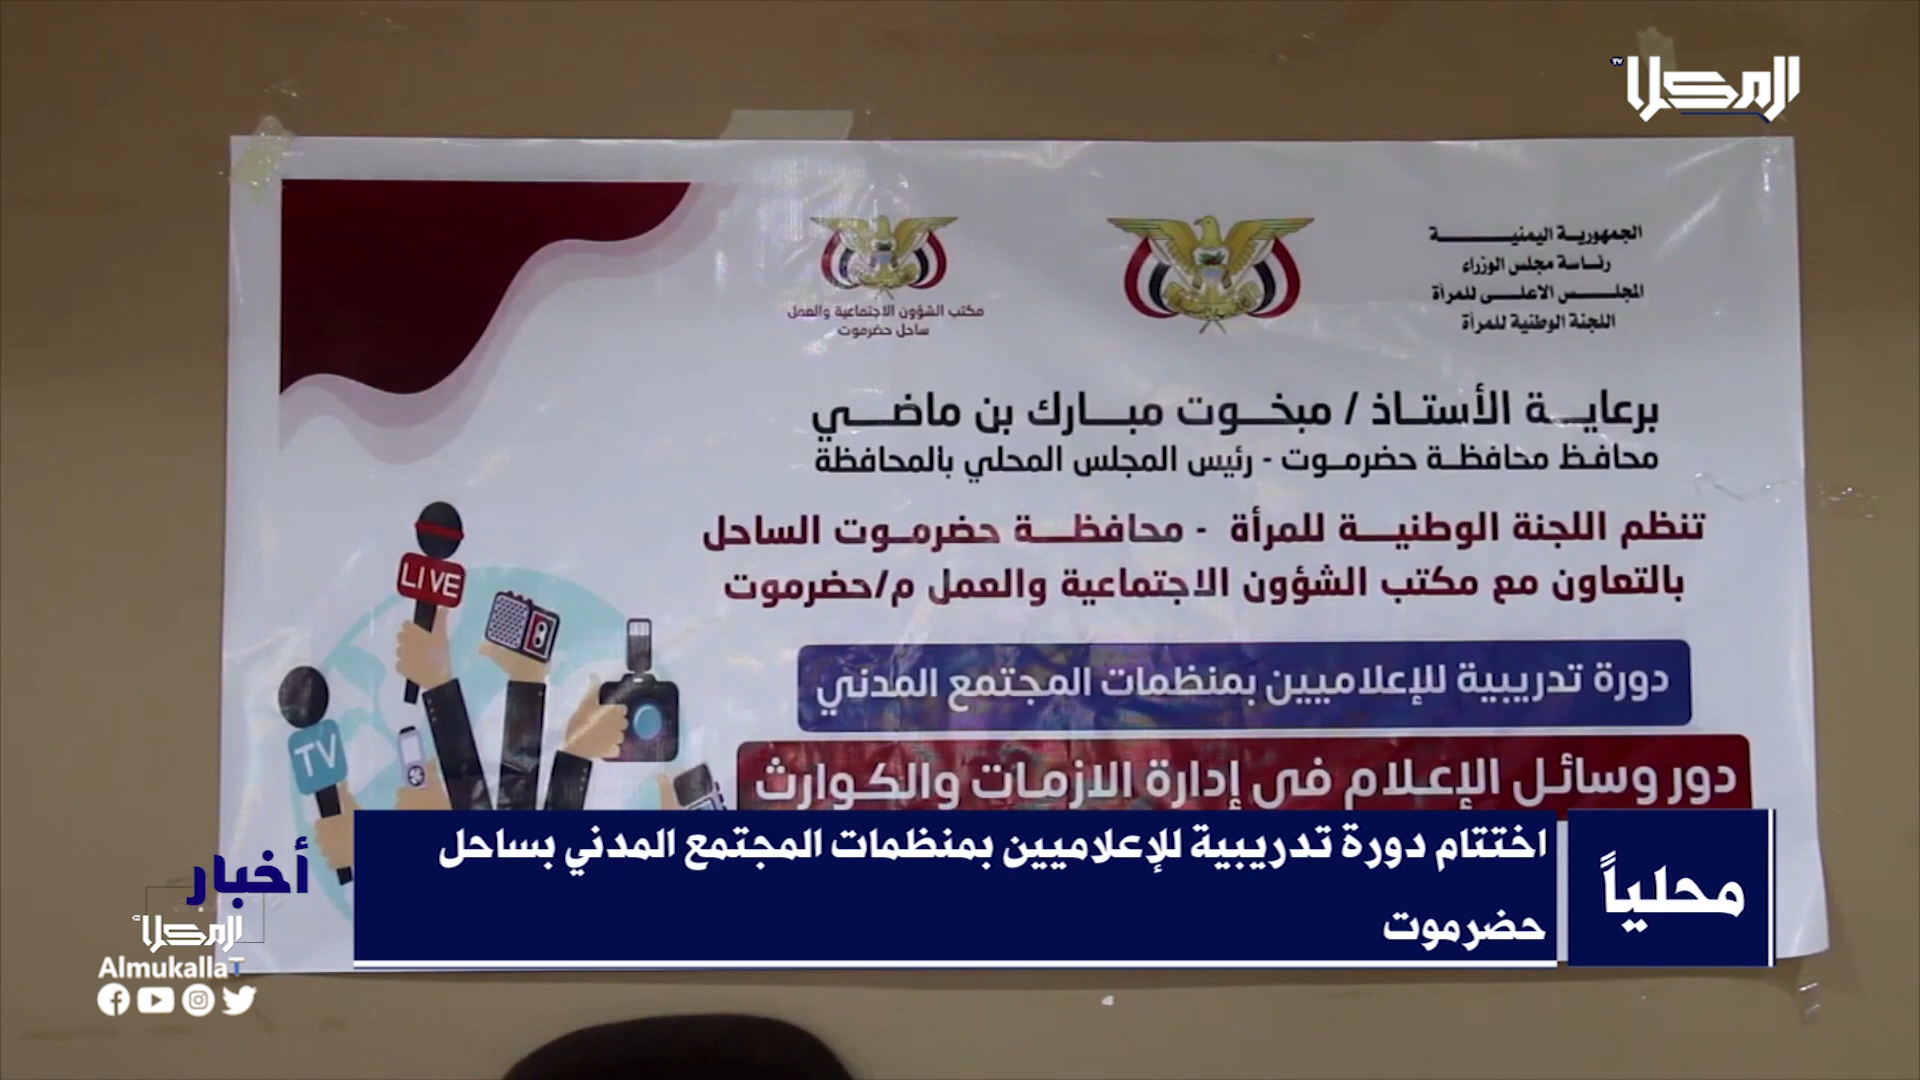 المكلا
TV
الجمهورية اليمنية
رئاسة مجلس الوزراء
المجلس الاعلى للمرأة
اللجنة الوطنية للمرأة
مكتب الشؤون الاجتماعية والعمل
ساحل حضرموت
برعاية الأستاذ / مبخوت مبارك بن ماضي
محافظ محافظة حضرموت - رئيس المجلس المحلي بالمحافظة
تنظم اللجنة الوطنية للمرأة - محافظة حضرموت الساحل
بالتعاون مع مكتب الشؤون الاجتماعية والعمل م/حضرموت
دورة تدريبية للإعلاميين بمنظمات المجتمع المدني
دور وسائل الإعلام في إدارة الازمات والكوارث
LIVE
TV
محلياً
اختتام دورة تدريبية للإعلاميين بمنظمات المجتمع المدني بساحل
حضرموت
أخبار
المكلا
AlmukallaT